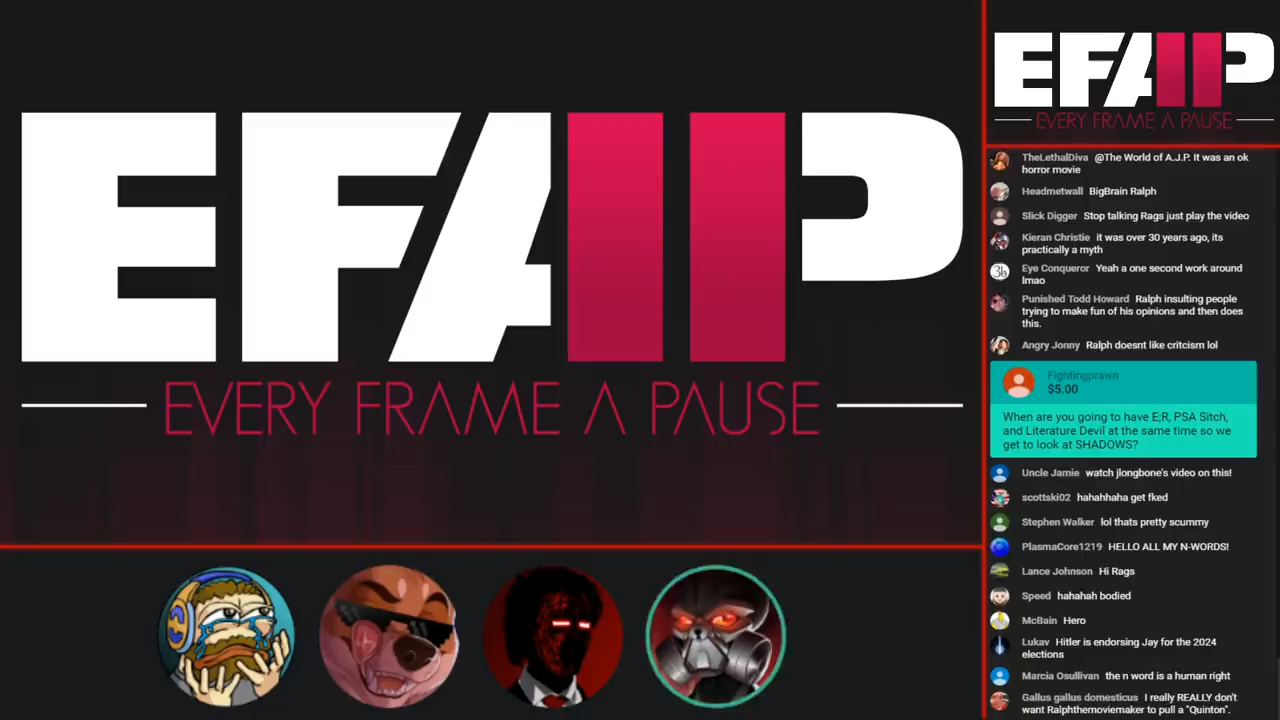 EFAP
EVERY FRAME A PAUSE
EFAP
EVERY FRAME A PAUSE
TheLethalDiva @The World of A.J.P. It was an ok
horror movie
Headmetwall BigBrain Ralph
Slick Digger Stop talking Rags just play the video
Kieran Christie it was over 30 years ago, its
practically a myth
Eye Conqueror Yeah a one second work around
lmao
Punished Todd Howard Ralph insulting people
trying to make fun of his opinions and then does
this.
Angry Jonny Ralph doesnt like critcism lol
Fightingprawn
$5.00
When are you going to have E;R, PSA Sitch,
and Literature Devil at the same time so we
get to look at SHADOWS?
Uncle Jamie watch jlongbone's video on this!
scottski02 hahahhaha get fked
Stephen Walker lol thats pretty scummy
PlasmaCore1219 HELLO ALL MY N-WORDS!
Lance Johnson Hi Rags
Speed hahahah bodied
McBain Hero
Lukav Hitler is endorsing Jay for the 2024
elections
Marcia Osullivan the n word is a human right
Gallus gallus domesticus I really REALLY don't
want Ralphthemoviemaker to pull a "Quinton".